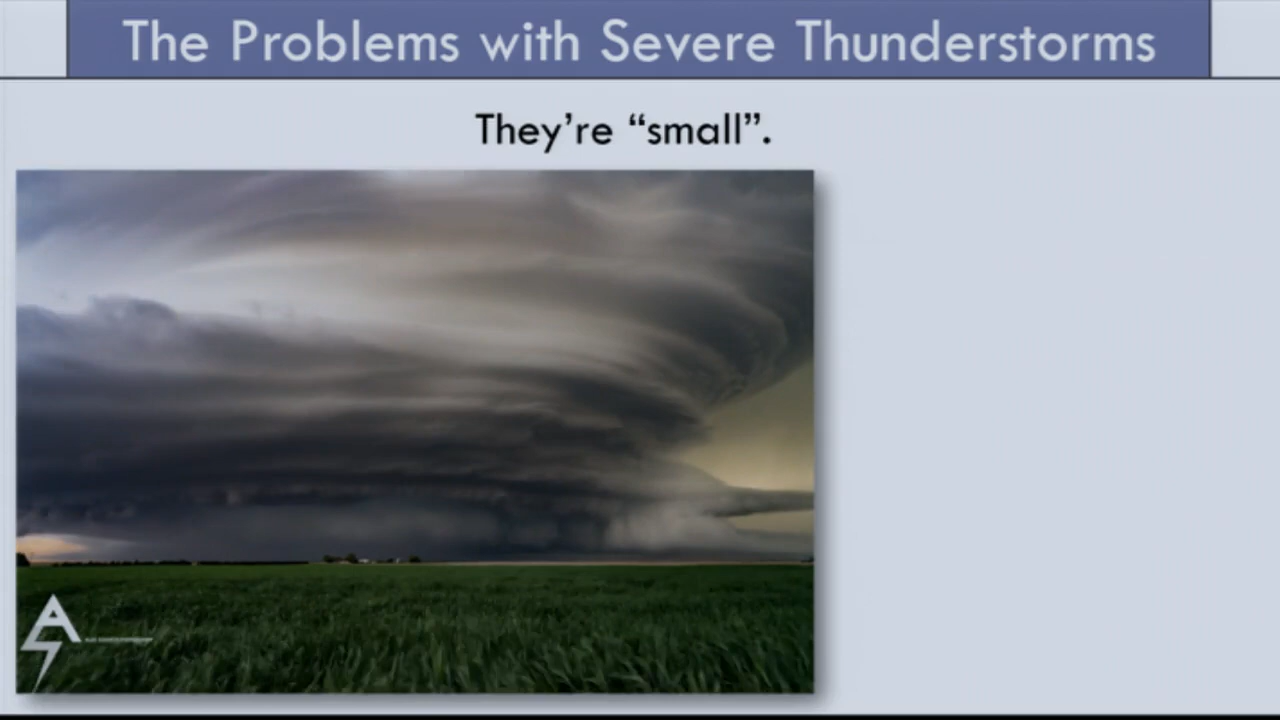 The Problems with Severe Thunderstorms
They're “small”.